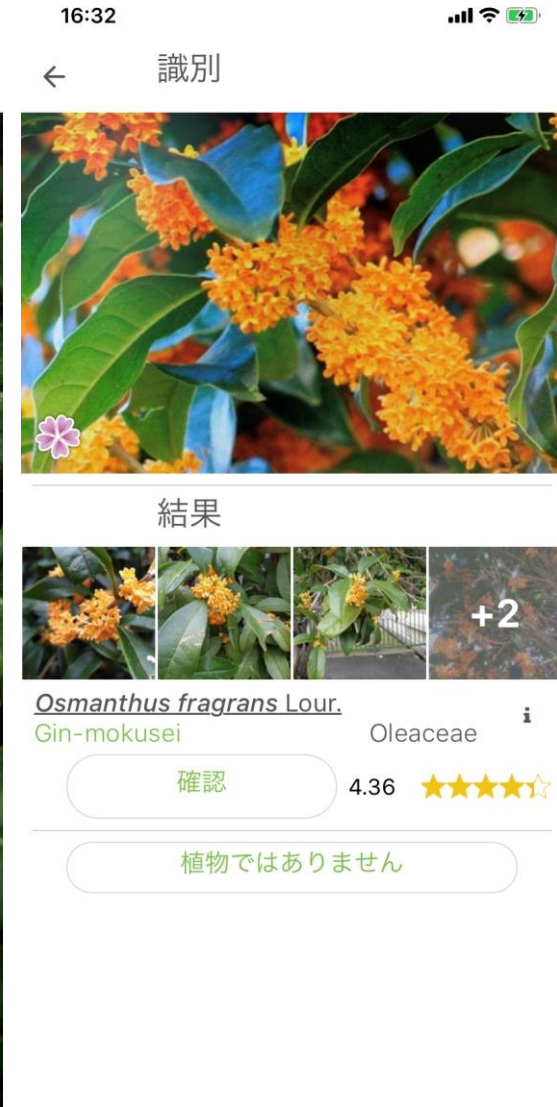 16:32
識別
結果
+2
Osmanthus fragrans Lour.
Gin-mokusei
Oleaceae
確認
4.36
植物ではありません